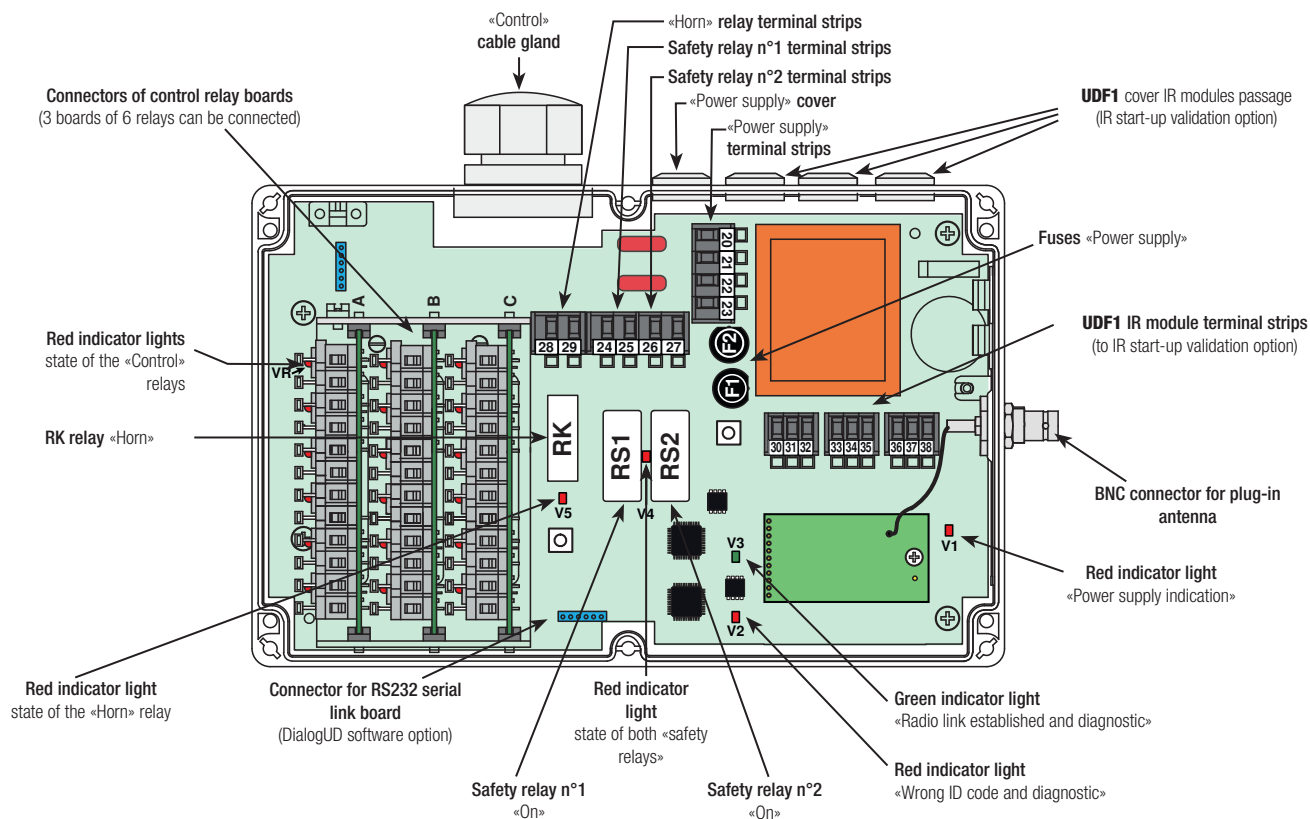 «Control»
cable gland
«Horn» relay terminal strips
Safety relay n°1 terminal strips
Safety relay n°2 terminal strips
«Power supply» cover
«Power supply»
terminal strips
Connectors of control relay boards
(3 boards of 6 relays can be connected)
UDF1 cover IR modules passage
(IR start-up validation option)
Fuses «Power supply»
UDF1 IR module terminal strips
(to IR start-up validation option)
Red indicator lights
state of the «Control»
relays
RK relay «Horn»
BNC connector for plug-in
antenna
Red indicator light
«Power supply indication»
A
B
C
VR
20
21
22
23
28 29
24 25
26 27
F2
F1
30 31 32
33 34 35
36 37 38
RK
RS1
RS2
V5
V4
V3
V1
V2
Red indicator light
state of the «Horn» relay
Connector for RS232 serial
link board
(DialogUD software option)
Red indicator
light
state of both «safety
relays»
Green indicator light
«Radio link established and diagnostic»
Red indicator light
«Wrong ID code and diagnostic»
Safety relay n°1
«On»
Safety relay n°2
«On»